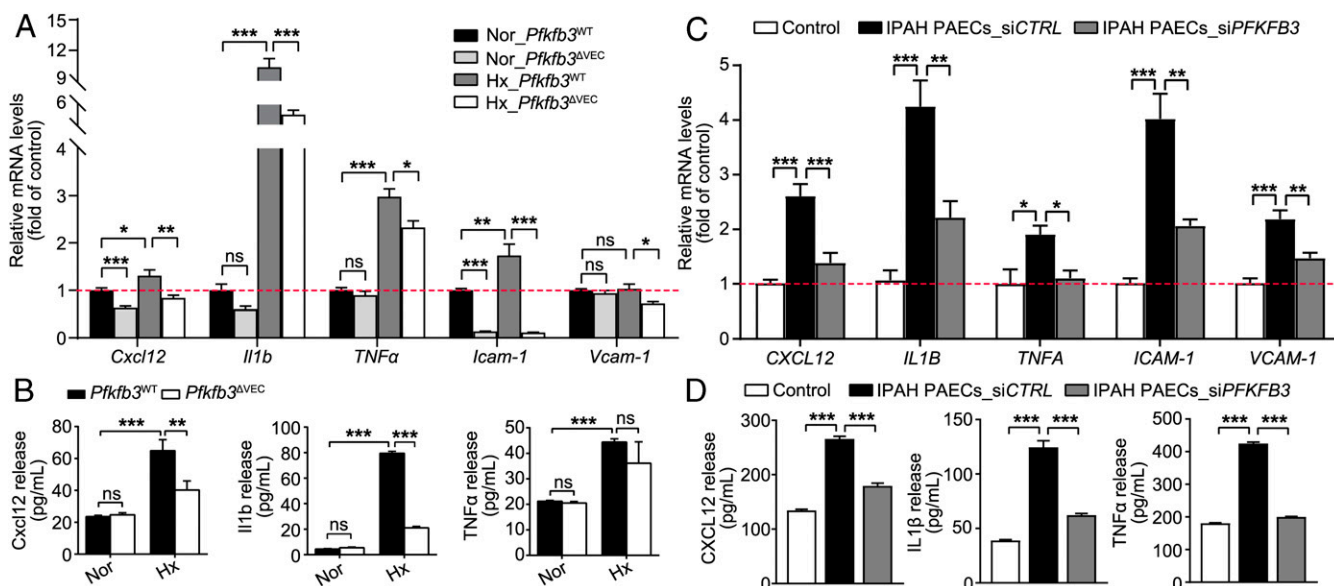 A
Relative mRNA levels
(fold of control)
15
9
6
4
3
2
1
0
Nor_Pfkfb3WT
Nor_Pfkfb3ΔVEC
Hx_Pfkfb3WT
Hx_Pfkfb3ΔVEC
*** ***
* **
***
ns
*** *
ns
** ***
***
ns *
ns
Cxcl12 Il1b TNFα Icam-1 Vcam-1
B
Pfkfb3WT Pfkfb3ΔVEC
Cxcl12 release
(pg/mL)
80
60
40
20
0
*** **
ns
Nor Hx
Il1b release
(pg/mL)
100
80
60
40
20
0
*** ***
ns
Nor Hx
TNFα release
(pg/mL)
60
50
40
30
20
10
0
*** ns
ns
Nor Hx
C
Control IPAH PAECs_siCTRL IPAH PAECs_siPFKFB3
Relative mRNA levels
(fold of control)
5
4
3
2
1
0
*** ***
*** **
* *
*** **
*** **
CXCL12 IL1B TNFA ICAM-1 VCAM-1
D
Control IPAH PAECs_siCTRL IPAH PAECs_siPFKFB3
CXCL12 release
(pg/mL)
300
200
100
0
*** ***
IL1β release
(pg/mL)
150
100
50
0
*** ***
TNFα release
(pg/mL)
500
400
300
200
100
0
*** ***